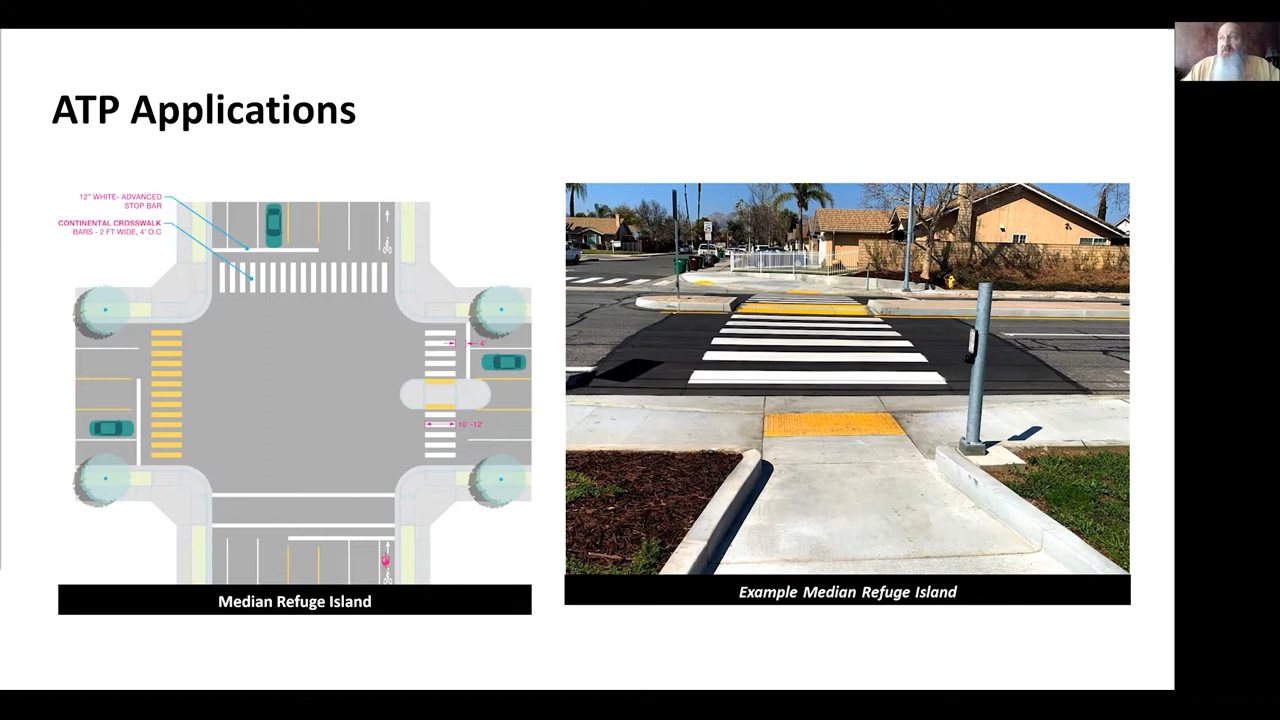 ATP Applications
12" WHITE- ADVANCED
STOP BAR
CONTINENTAL CROSSWALK
BARS - 2 FT WIDE, 4' O.C
4'
10' -12'
Median Refuge Island
Example Median Refuge Island